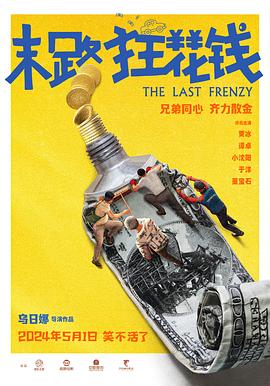 末路狂花钱
THE LAST FRENZY
兄弟同心 齐力散金
贾冰
谭卓
小沈阳
于洋
董宝石
乌日娜 导演作品
2024年5月1日 笑不活了